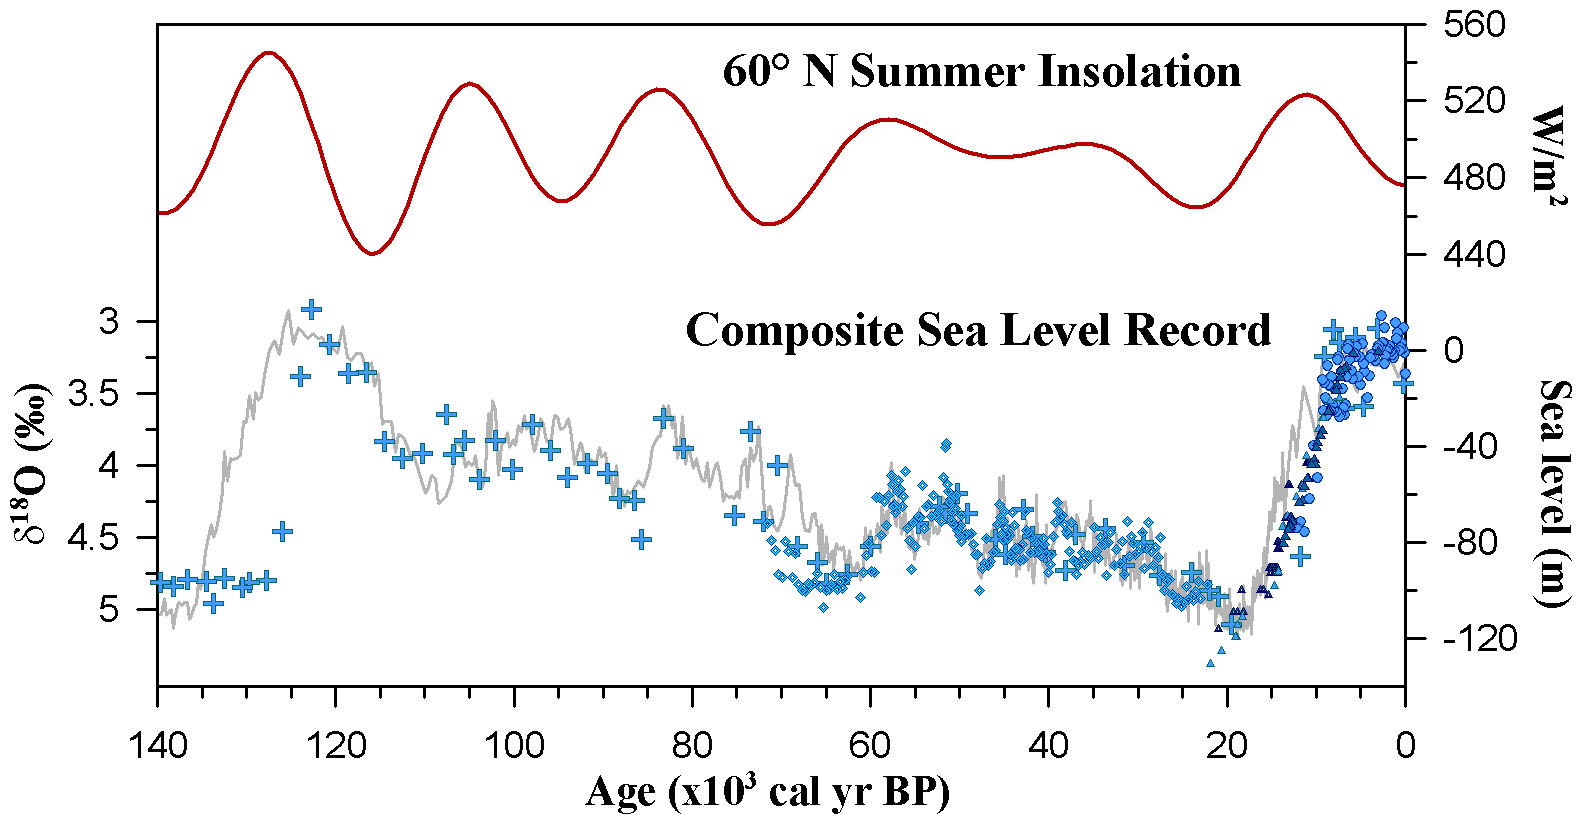 60° N Summer Insolation
560
520
480
440
W/m²
Composite Sea Level Record
3
3.5
4
4.5
5
δ¹⁸O (‰)
0
-40
-80
-120
Sea level (m)
140 120 100 80 60 40 20 0
Age (x10³ cal yr BP)